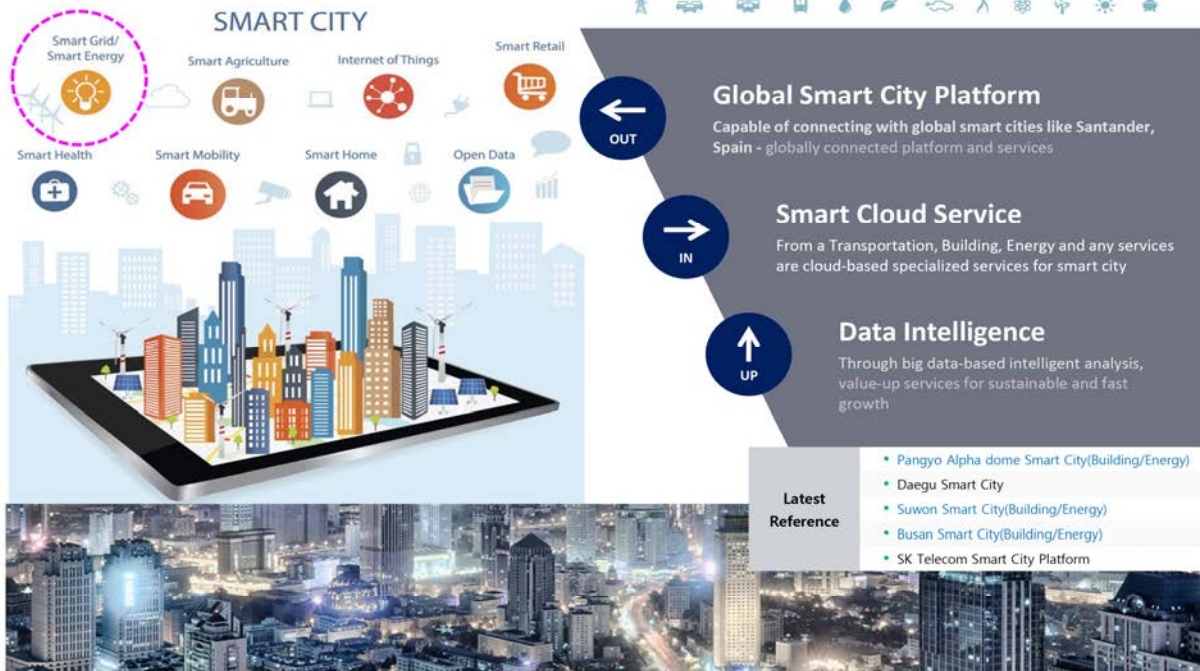 SMART CITY
Smart Grid/
Smart Energy
Smart Agriculture
Internet of Things
Smart Retail
Smart Health
Smart Mobility
Smart Home
Open Data
OUT
Global Smart City Platform
Capable of connecting with global smart cities like Santander,
Spain - globally connected platform and services
IN
Smart Cloud Service
From a Transportation, Building, Energy and any services
are cloud-based specialized services for smart city
UP
Data Intelligence
Through big data-based intelligent analysis,
value-up services for sustainable and fast
growth
Latest
Reference
• Pangyo Alpha dome Smart City(Building/Energy)
• Daegu Smart City
• Suwon Smart City(Building/Energy)
• Busan Smart City(Building/Energy)
• SK Telecom Smart City Platform